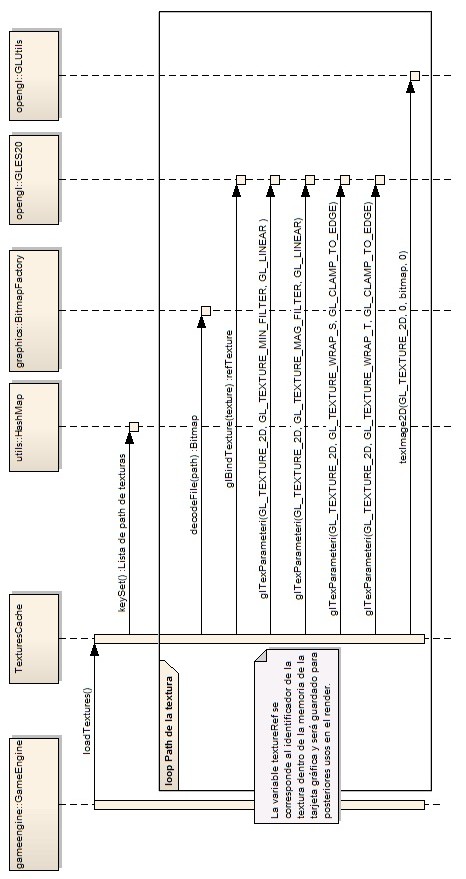 gameengine::GameEngine
TexturesCache
utils::HashMap
graphics::BitmapFactory
opengl::GLES20
opengl::GLUtils
loadTextures()
keySet() :Lista de path de texturas
loop Path de la textura
decodeFile(path) :Bitmap
glBindTexture(texture) :refTexture
glTexParameteri(GL_TEXTURE_2D, GL_TEXTURE_MIN_FILTER, GL_LINEAR )
glTexParameteri(GL_TEXTURE_2D, GL_TEXTURE_MAG_FILTER, GL_LINEAR)
glTexParameteri(GL_TEXTURE_2D, GL_TEXTURE_WRAP_S, GL_CLAMP_TO_EDGE)
glTexParameteri(GL_TEXTURE_2D, GL_TEXTURE_WRAP_T, GL_CLAMP_TO_EDGE)
texImage2D(GL_TEXTURE_2D, 0, bitmap, 0)
La variable textureRef se
corresponde al identificador de la
textura dentro de la memoria de la
tarjeta gráfica y será guardado para
posteriores usos en el render.